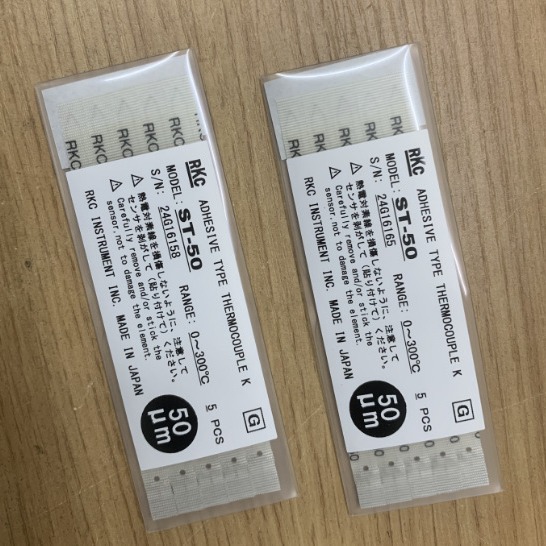 RKC
RKC
RKC
RKC
RKC ADHESIVE TYPE THERMOCOUPLE K
MODEL: ST-50 RANGE: 0～300℃ 5 PCS
S/N: 24G16158
⚠ 熱電対素線を損傷しないように、注意して
センサを剥がして（貼り付けて）ください。
⚠ Carefully remove and/or stick the
sensor, not to damage the element.
RKC INSTRUMENT INC. MADE IN JAPAN
50
μm
G
RKC
RKC
RKC
RKC
RKC ADHESIVE TYPE THERMOCOUPLE K
MODEL: ST-50 RANGE: 0～300℃ 5 PCS
S/N: 24G16165
⚠ 熱電対素線を損傷しないように、注意して
センサを剥がして（貼り付けて）ください。
⚠ Carefully remove and/or stick the
sensor, not to damage the element.
RKC INSTRUMENT INC. MADE IN JAPAN
50
μm
G